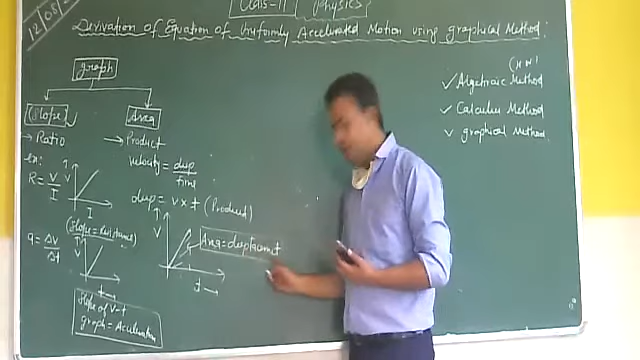 12/08/
Class-11 (Physics)
Derivation of Equation of Uniformly Accelerated Motion using graphical Method:
graph
(Slope) ✓
Area
→ Ratio
→ Product
ex:
velocity = disp/time
R = V/I
V
I
disp = v × t (Product)
(Slope = Resistance)
a = Δv/Δt
V
t →
V
t →
Area = displacement
Slope of V-t
graph = Acceleration
✓ Algebraic Method
✓ Calculus Method
✓ graphical Method